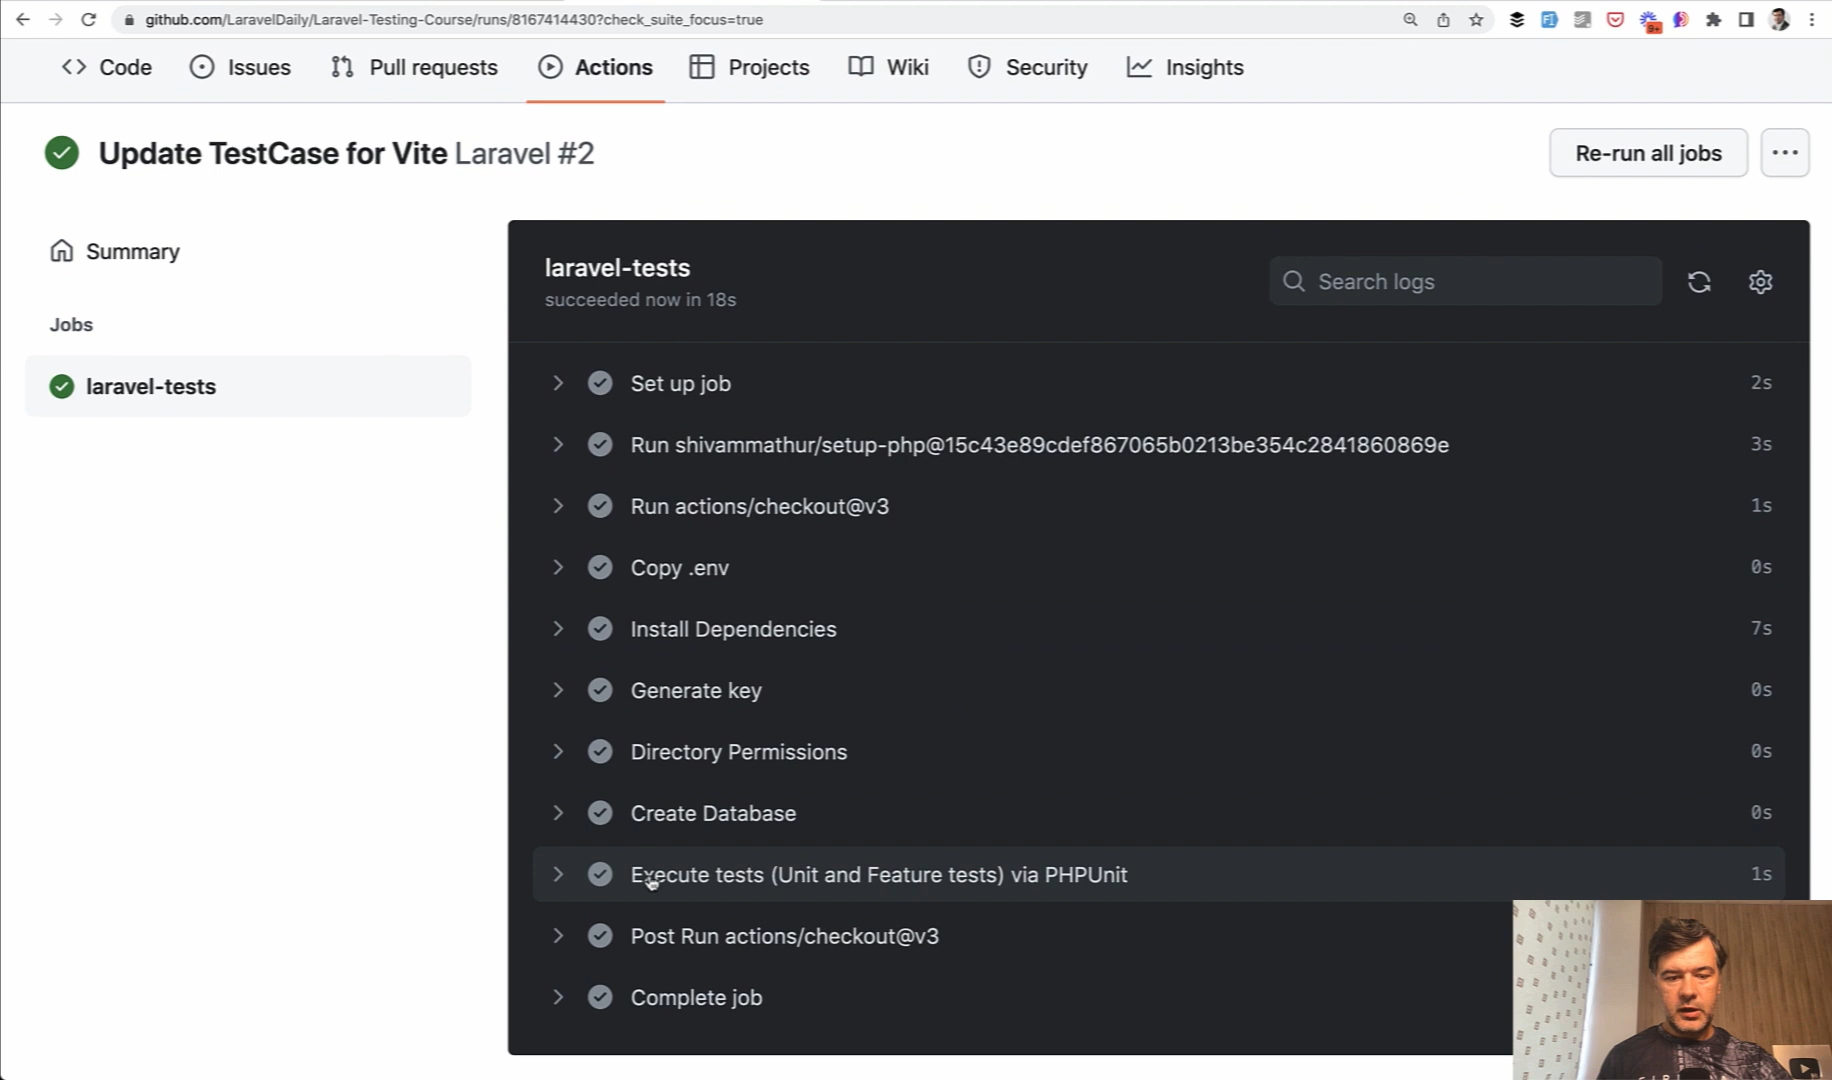 github.com/LaravelDaily/Laravel-Testing-Course/runs/8167414430?check_suite_focus=true
9+
Code Issues Pull requests Actions Projects Wiki Security Insights
Update TestCase for Vite Laravel #2
Re-run all jobs
Summary
Jobs
laravel-tests
laravel-tests
succeeded now in 18s
Search logs
Set up job 2s
Run shivammathur/setup-php@15c43e89cdef867065b0213be354c2841860869e 3s
Run actions/checkout@v3 1s
Copy .env 0s
Install Dependencies 7s
Generate key 0s
Directory Permissions 0s
Create Database 0s
Execute tests (Unit and Feature tests) via PHPUnit 1s
Post Run actions/checkout@v3
Complete job